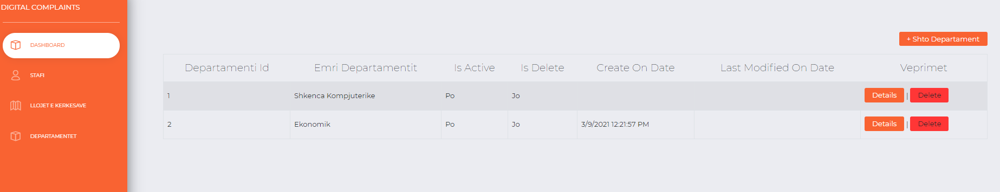 DIGITAL COMPLAINTS
DASHBOARD
STAFI
LLOJET E KERKESAVE
DEPARTAMENTET
+ Shto Departament
Departamenti Id Emri Departamentit Is Active Is Delete Create On Date Last Modified On Date Veprimet
1 Shkenca Kompjuterike Po Jo Details | Delete
2 Ekonomik Po Jo 3/9/2021 12:21:57 PM Details | Delete